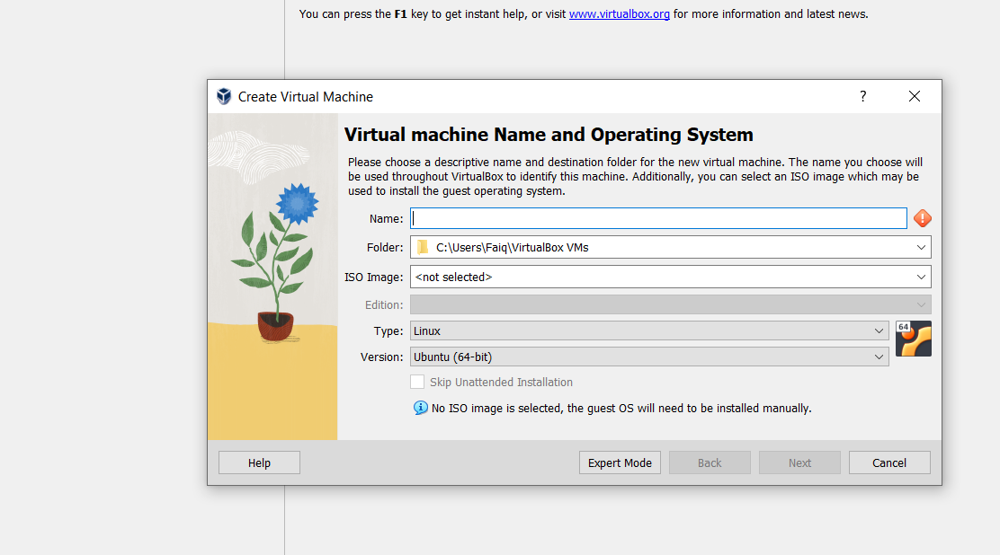 You can press the F1 key to get instant help, or visit www.virtualbox.org for more information and latest news.
Create Virtual Machine
?
Virtual machine Name and Operating System
Please choose a descriptive name and destination folder for the new virtual machine. The name you choose will
be used throughout VirtualBox to identify this machine. Additionally, you can select an ISO image which may be
used to install the guest operating system.
Name:
Folder: C:\Users\Faiq\VirtualBox VMs
ISO Image: <not selected>
Edition:
Type: Linux
64
Version: Ubuntu (64-bit)
Skip Unattended Installation
No ISO image is selected, the guest OS will need to be installed manually.
Help Expert Mode Back Next Cancel